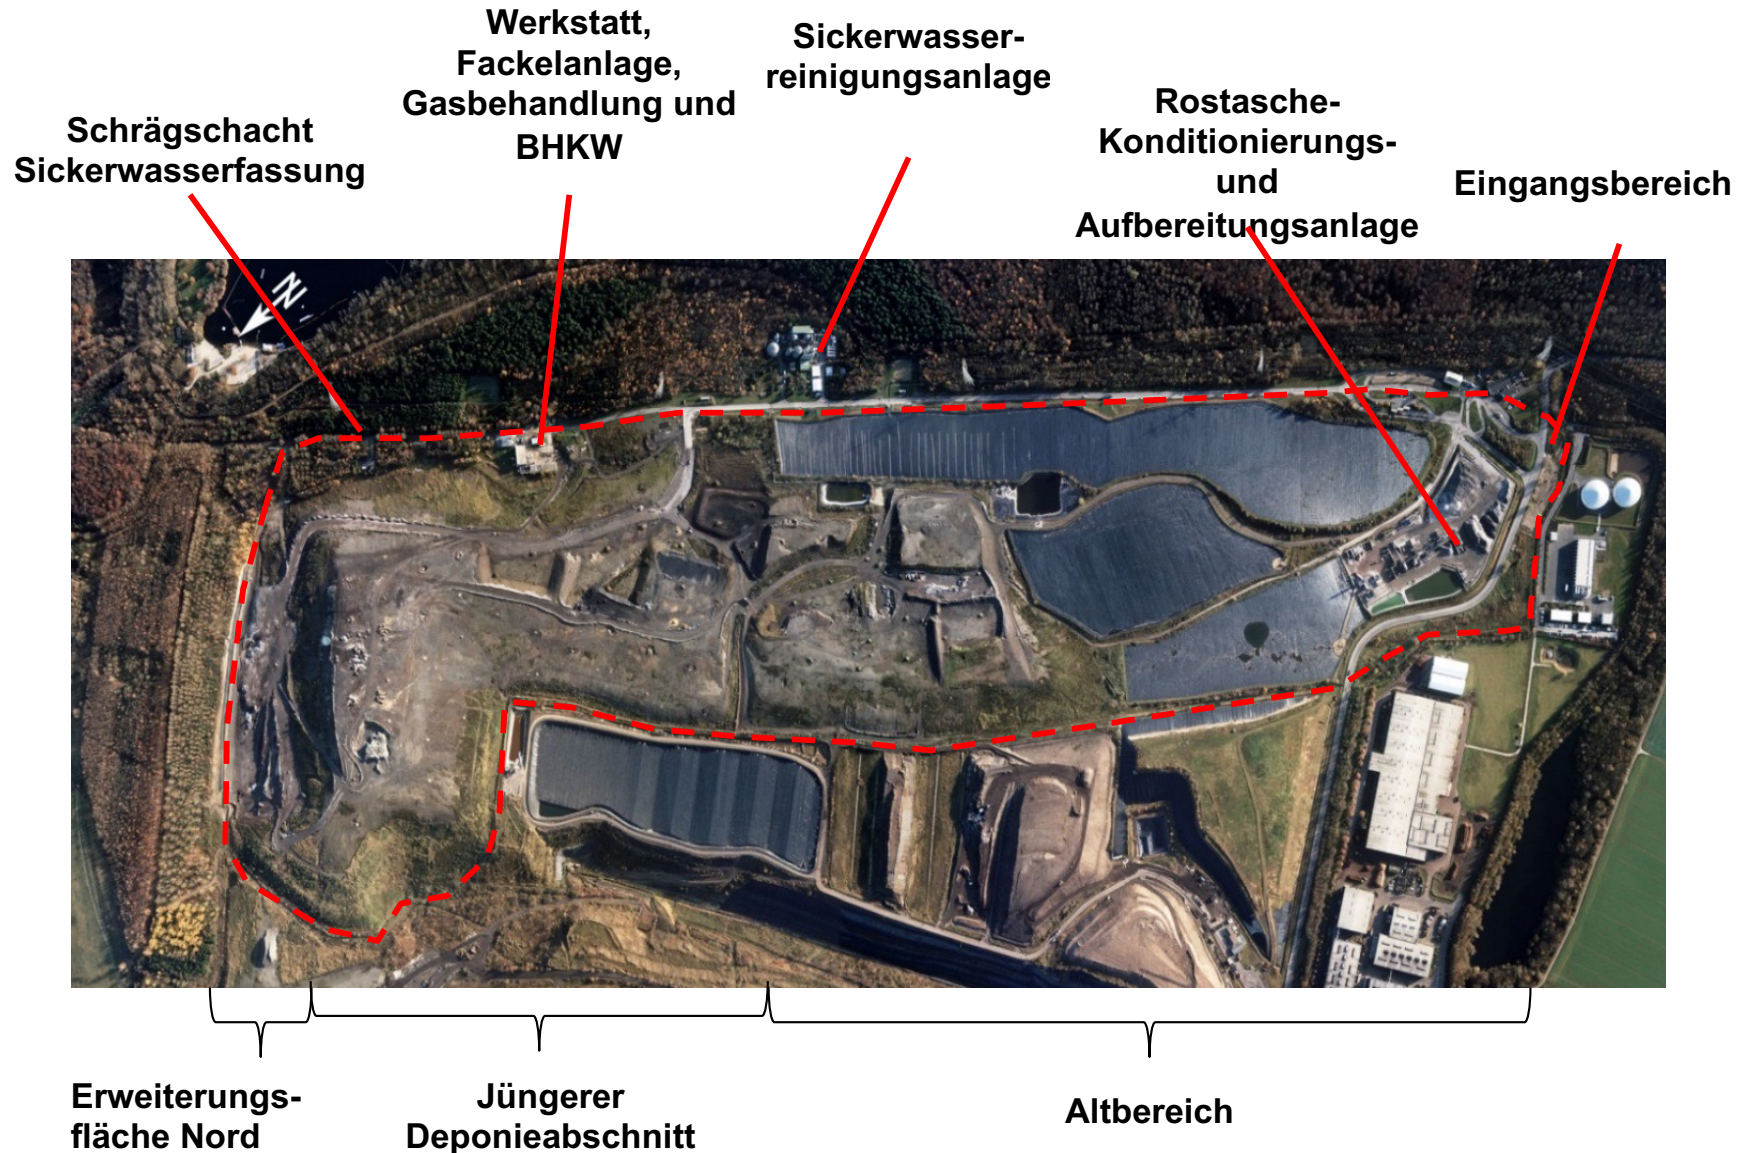 Werkstatt,
Fackelanlage,
Gasbehandlung und
BHKW
Sickerwasser-
reinigungsanlage
Rostasche-
Konditionierungs-
und
Aufbereitungsanlage
Schrägschacht
Sickerwasserfassung
Eingangsbereich
N
Erweiterungs-
fläche Nord
Jüngerer
Deponieabschnitt
Altbereich